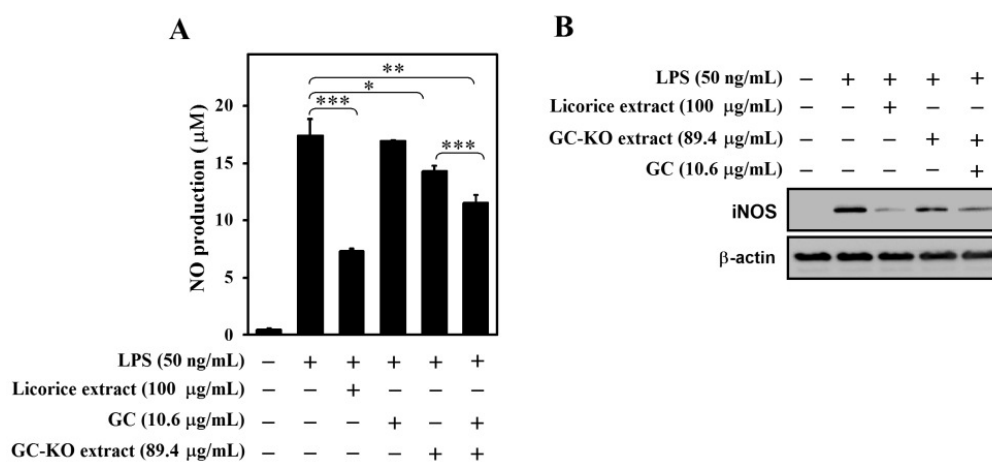 A
**
*
***
***
20
15
10
5
0
NO production ( μM)
LPS (50 ng/mL) – + + + + +
Licorice extract (100 μg/mL) – – + – – –
GC (10.6 μg/mL) – – – + – +
GC-KO extract (89.4 μg/mL) – – – – + +
B
LPS (50 ng/mL) – + + + +
Licorice extract (100 μg/mL) – – + – –
GC-KO extract (89.4 μg/mL) – – – + +
GC (10.6 μg/mL) – – – – +
iNOS
β-actin